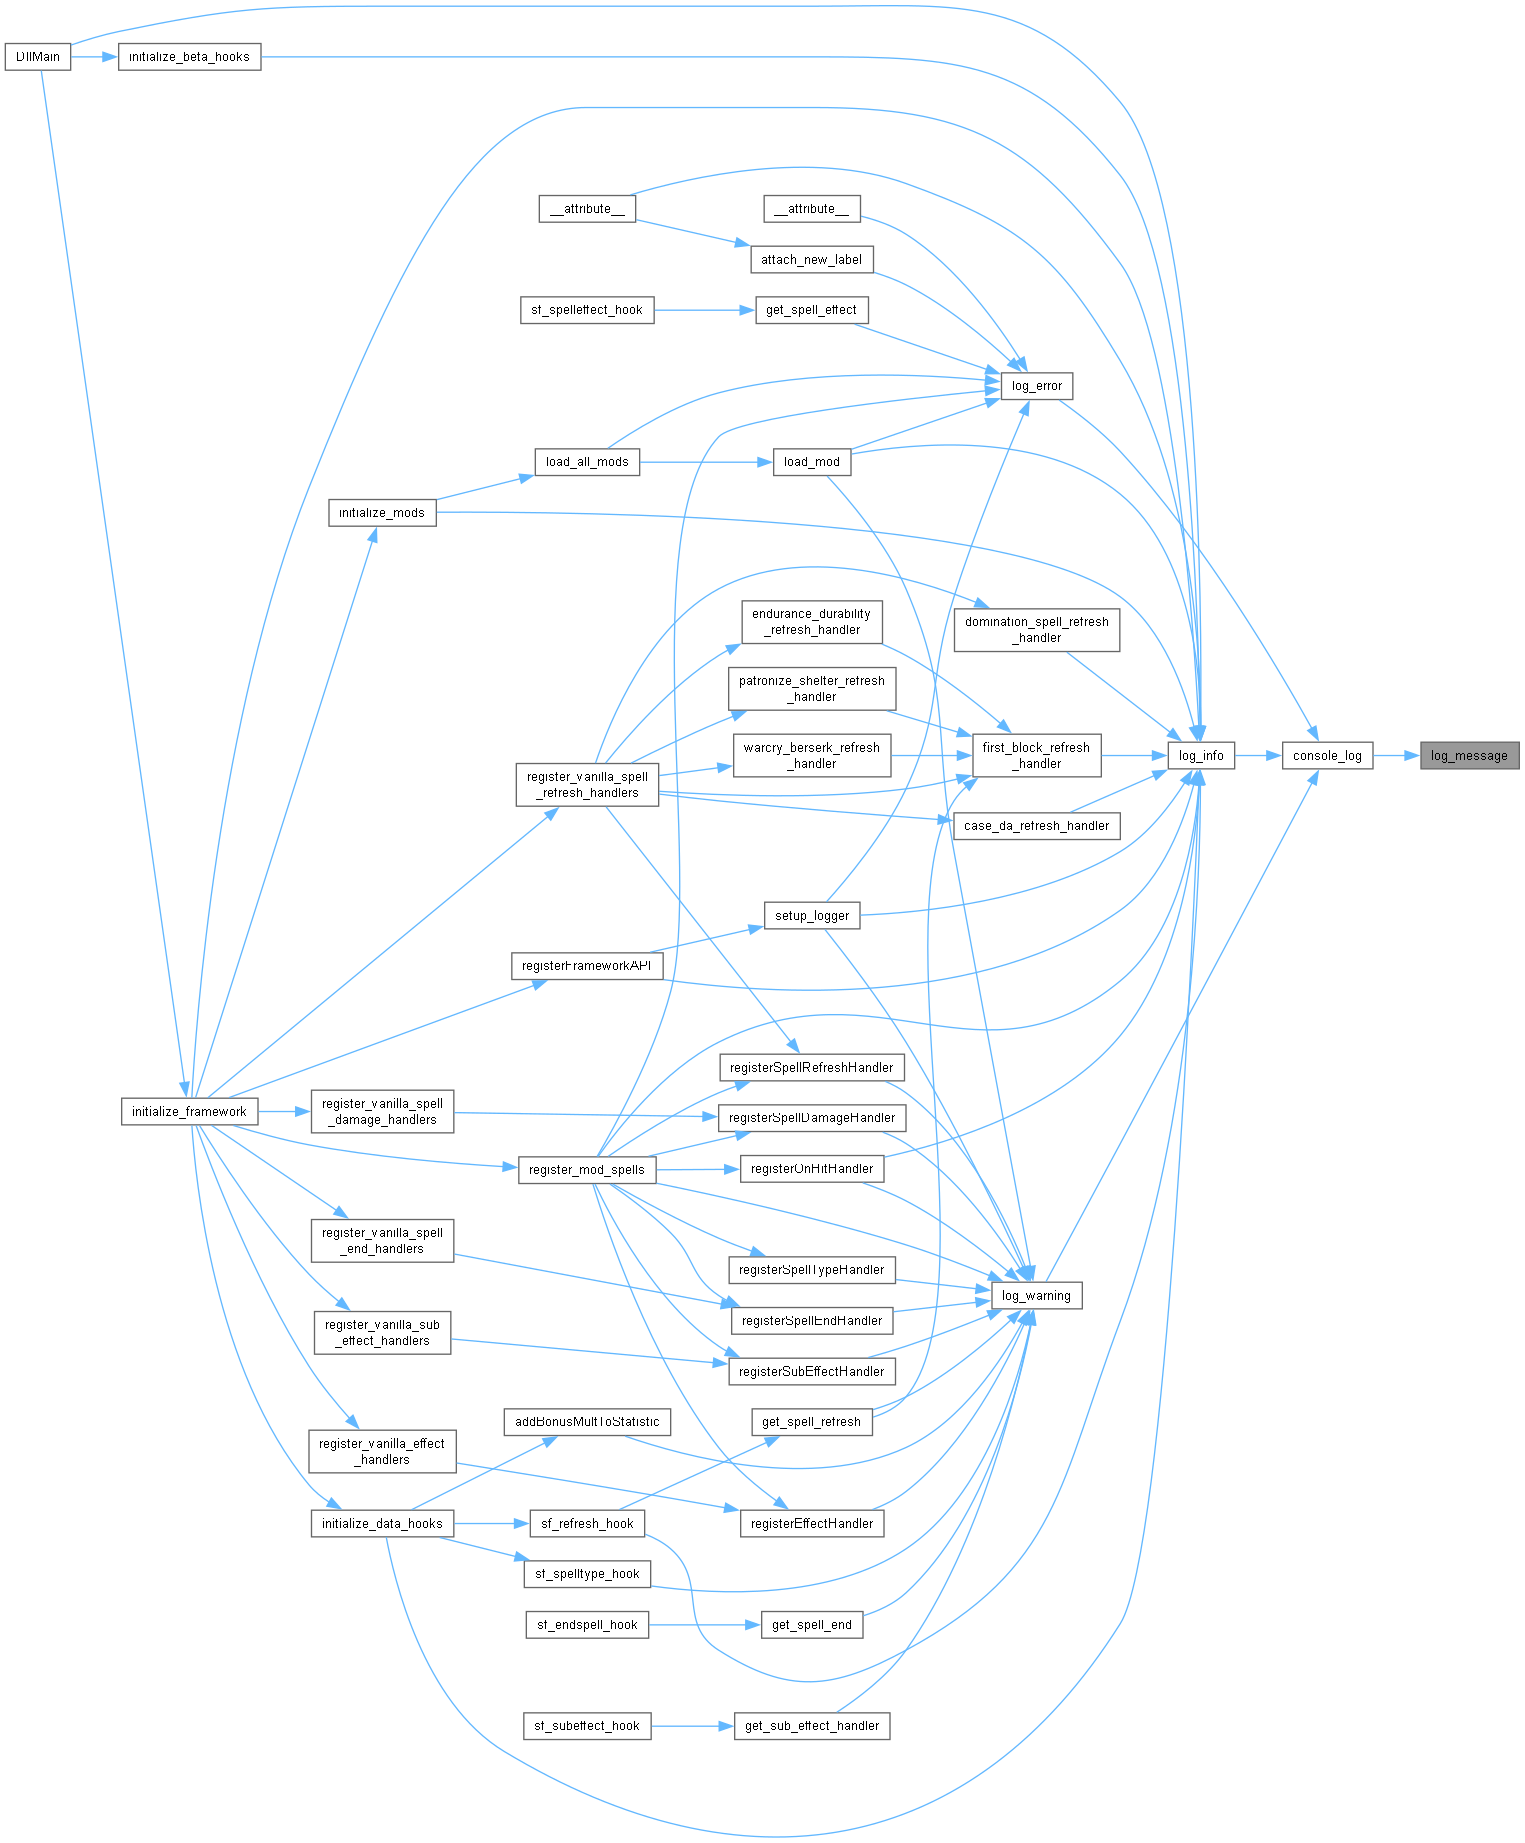 DllMain
initialize_beta_hooks
__attribute__
__attribute__
attach_new_label
sf_spelleffect_hook
get_spell_effect
log_error
load_all_mods
load_mod
initialize_mods
endurance_durability
_refresh_handler
domination_spell_refresh
_handler
patronize_shelter_refresh
_handler
warcry_berserk_refresh
_handler
first_block_refresh
_handler
log_info
console_log
log_message
register_vanilla_spell
_refresh_handlers
case_da_refresh_handler
setup_logger
registerFrameworkAPI
registerSpellRefreshHandler
initialize_framework
register_vanilla_spell
_damage_handlers
registerSpellDamageHandler
register_mod_spells
registerOnHitHandler
register_vanilla_spell
_end_handlers
registerSpellTypeHandler
log_warning
registerSpellEndHandler
register_vanilla_sub
_effect_handlers
registerSubEffectHandler
addBonusMultToStatistic
get_spell_refresh
register_vanilla_effect
_handlers
initialize_data_hooks
sf_refresh_hook
registerEffectHandler
sf_spelltype_hook
sf_endspell_hook
get_spell_end
sf_subeffect_hook
get_sub_effect_handler